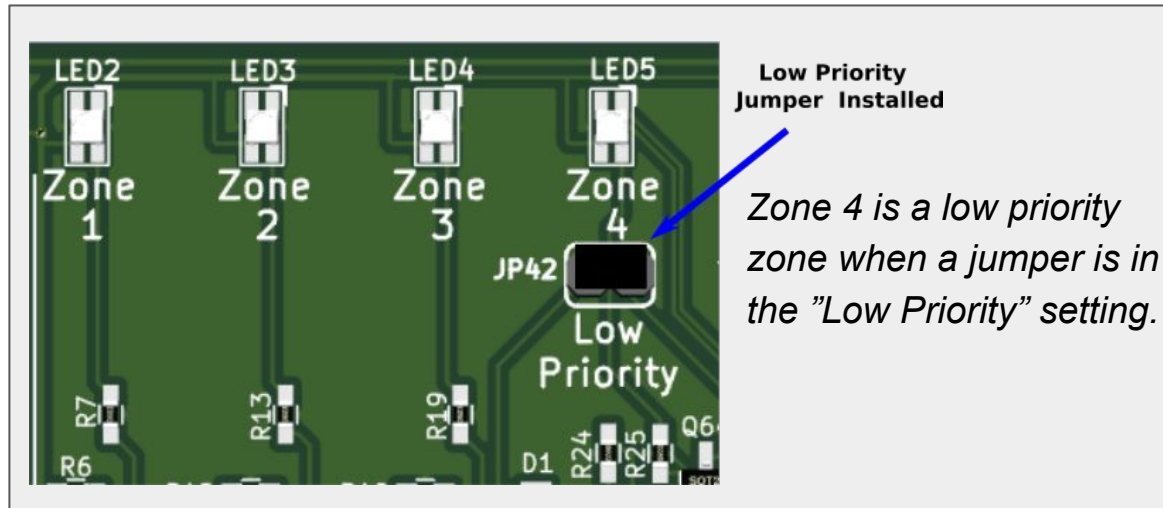 LED2 LED3 LED4 LED5
Zone Zone Zone Zone
1 2 3 4
JP42
Low
Priority
R7 R13 R19 R24 R25 Q6
R6 D1
Low Priority
Jumper Installed
Zone 4 is a low priority
zone when a jumper is in
the ”Low Priority” setting.